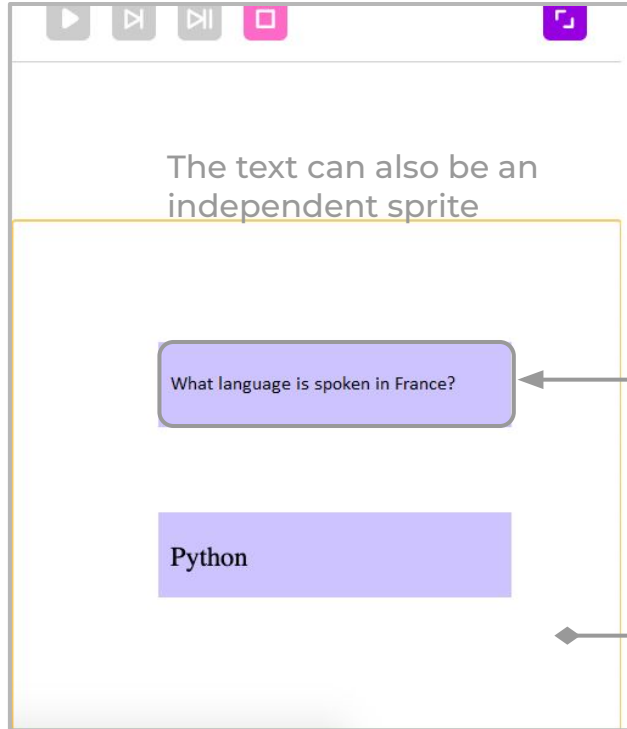 The text can also be an
independent sprite
What language is spoken in France?
Python